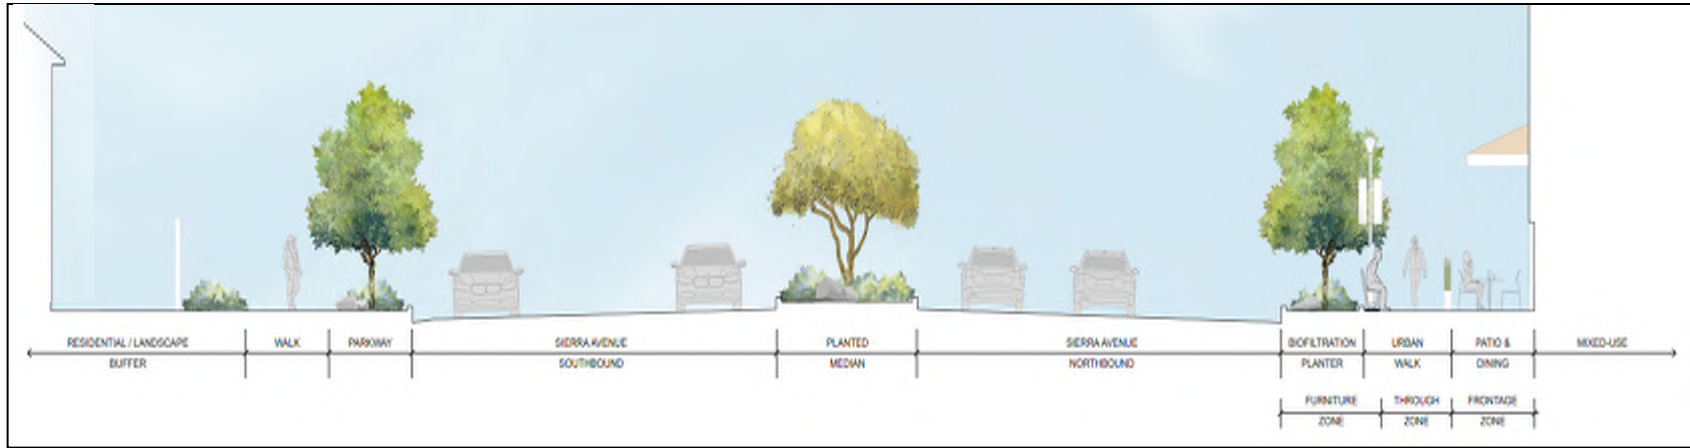 RESIDENTIAL / LANDSCAPE
BUFFER
WALK
PARKWAY
SIERRA AVENUE
SOUTHBOUND
PLANTED
MEDIAN
SIERRA AVENUE
NORTHBOUND
BIOFILTRATION
PLANTER
URBAN
WALK
PATIO &
DINING
MIXED-USE
FURNITURE
ZONE
THROUGH
ZONE
FRONTAGE
ZONE